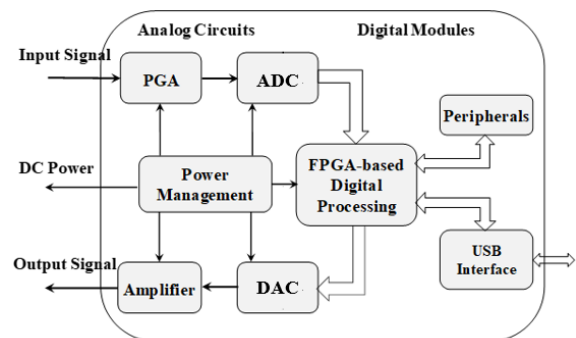 Analog Circuits
Digital Modules
Input Signal
PGA
ADC
Peripherals
DC Power
Power
Management
FPGA-based
Digital
Processing
Output Signal
Amplifier
DAC
USB
Interface